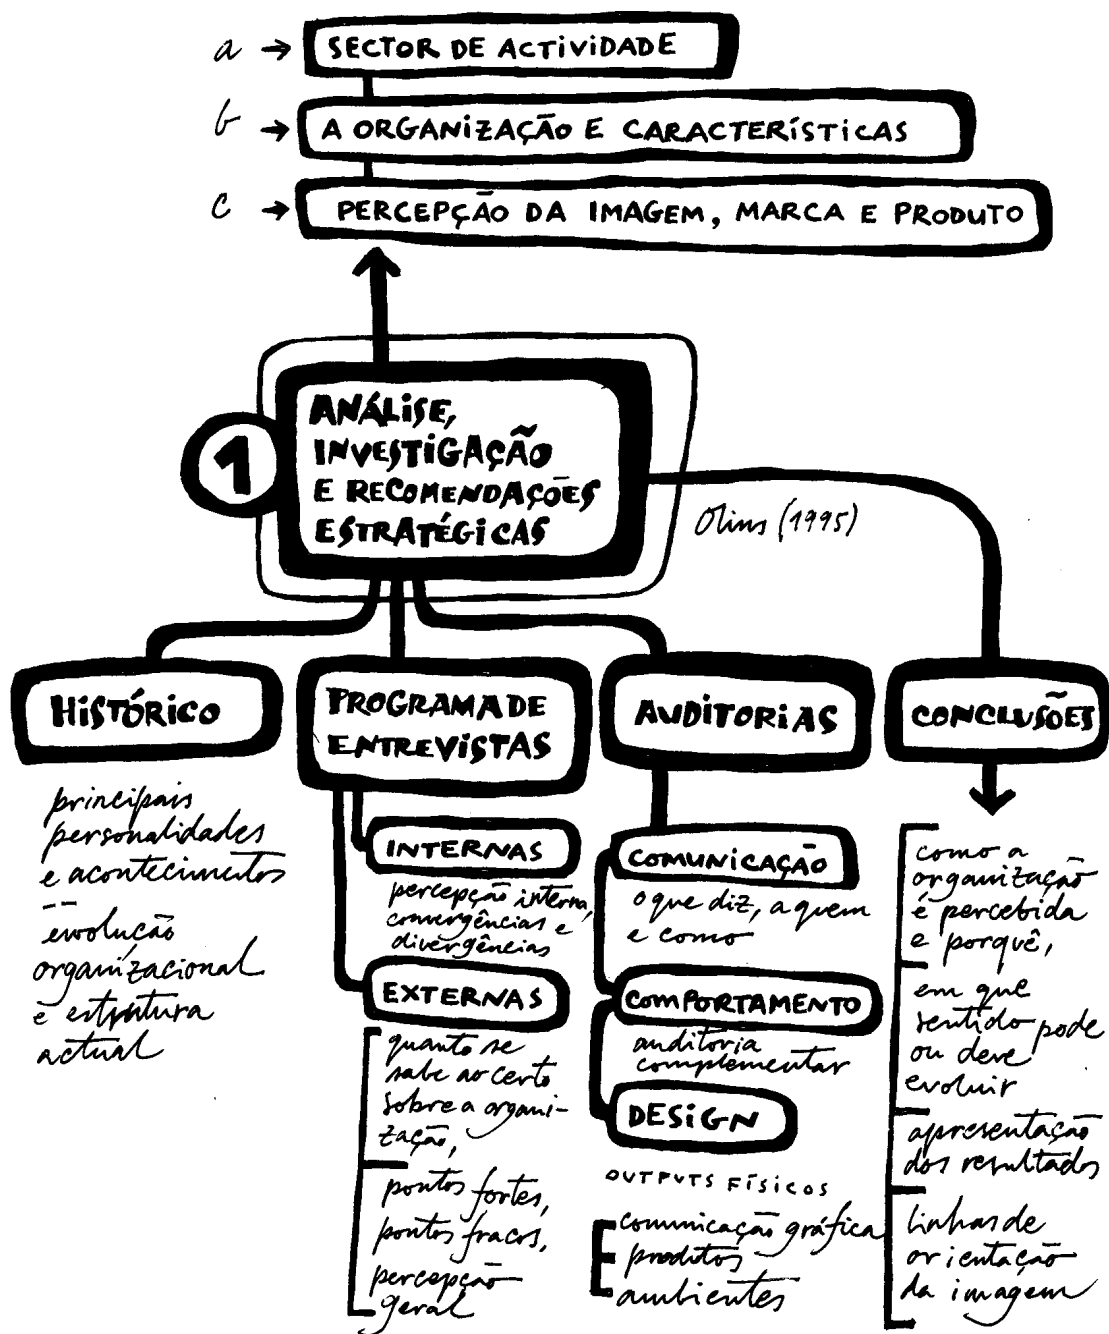 a → SECTOR DE ACTIVIDADE
b → A ORGANIZAÇÃO E CARACTERÍSTICAS
c → PERCEPÇÃO DA IMAGEM, MARCA E PRODUTO
1
ANÁLISE,
INVESTIGAÇÃO
E RECOMENDAÇÕES
ESTRATÉGICAS
Olins (1995)
HISTÓRICO
principais
personalidades
e acontecimentos
evolução
organizacional
e estrutura
actual
PROGRAMA DE
ENTREVISTAS
INTERNAS
percepção interna,
convergências e
divergências
EXTERNAS
quanto se
sabe ao certo
sobre a organi-
zação,
pontos fortes,
pontos fracos,
percepção
geral
AUDITORIAS
COMUNICAÇÃO
o que diz, a quem
e como
COMPORTAMENTO
auditoria
complementar
DESIGN
OUTPUTS FÍSICOS
comunicação gráfica
produtos
ambientes
CONCLUSÕES
como a
organização
é percebida
e porquê,
em que
sentido pode
ou deve
evoluir
apresentação
dos resultados
linhas de
orientação
da imagem